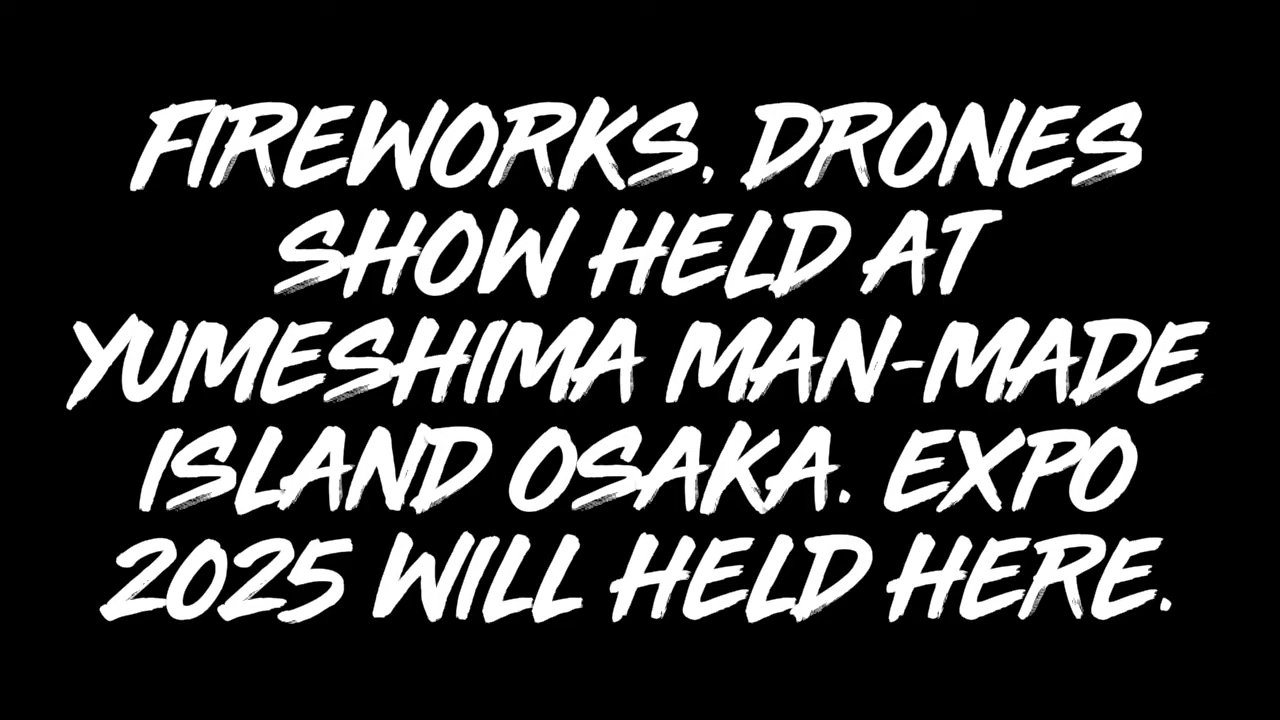 FIREWORKS, DRONES
SHOW HELD AT
YUMESHIMA MAN-MADE
ISLAND OSAKA. EXPO
2025 WILL HELD HERE.